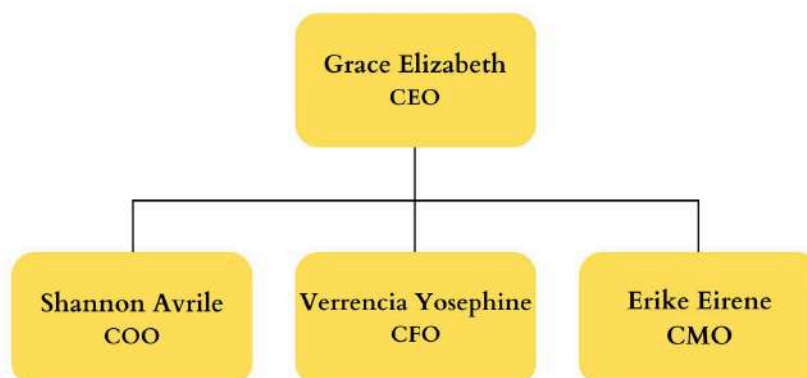 Grace Elizabeth
CEO
Shannon Avrile
COO
Verrencia Yosephine
CFO
Erike Eirene
CMO